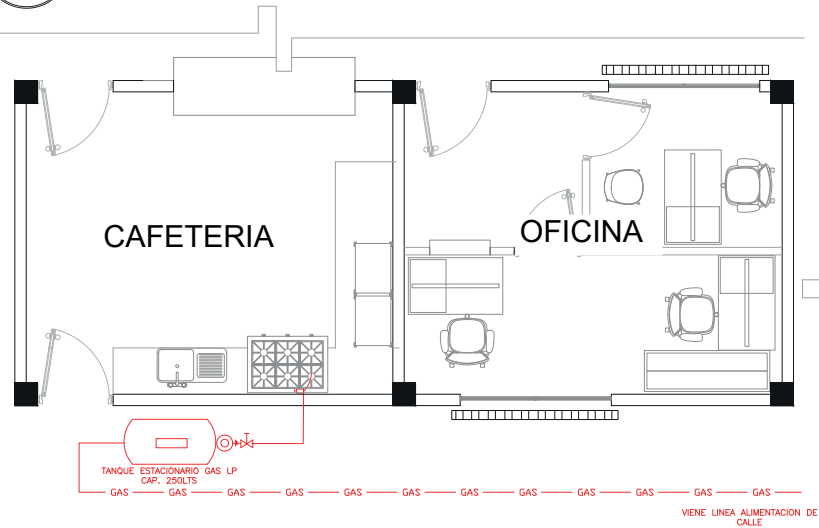 CAFETERIA
OFICINA
TANQUE ESTACIONARIO GAS LP
CAP. 250LTS
GAS GAS GAS GAS GAS GAS GAS GAS GAS GAS GAS GAS
VIENE LINEA ALIMENTACION DE
CALLE